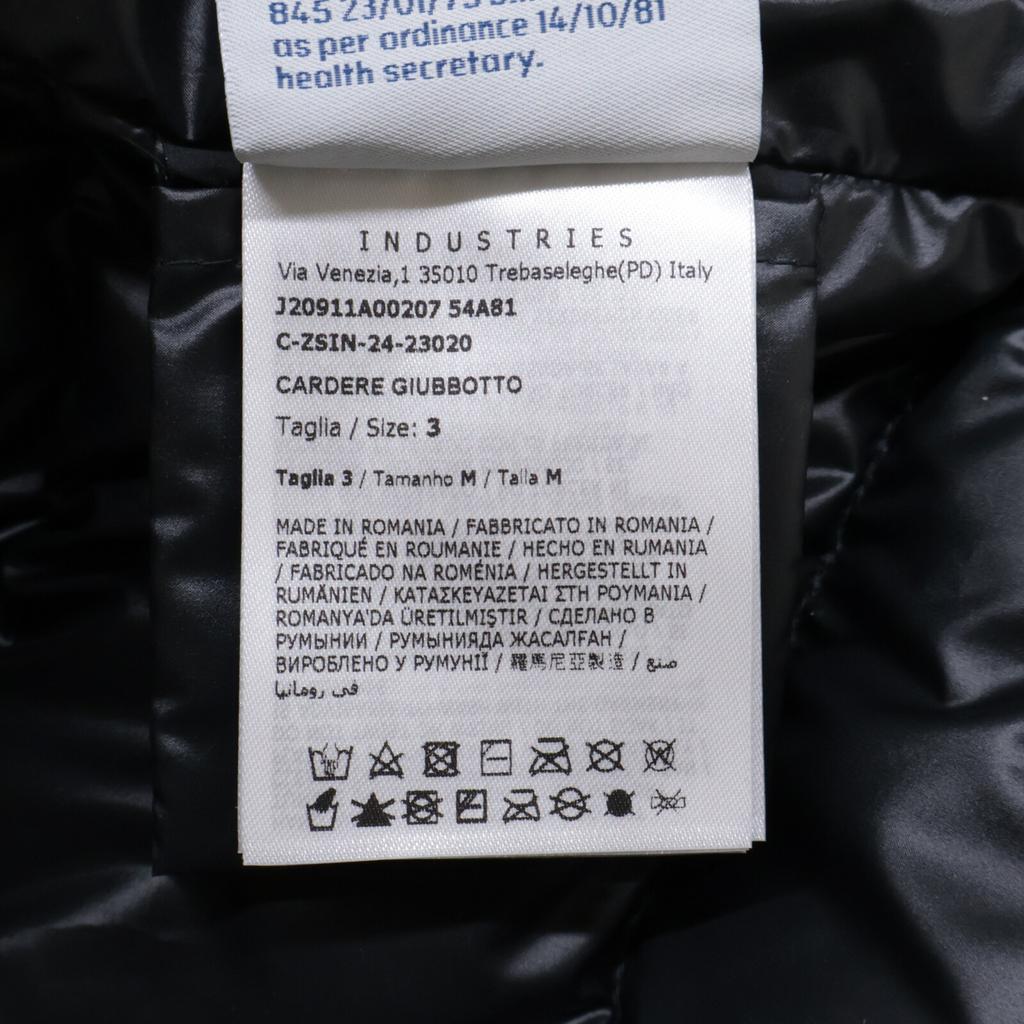 845 23/01/75
as per ordinance 14/10/81
health secretary.
INDUSTRIES
Via Venezia,1 35010 Trebaseleghe(PD) Italy
J20911A00207 54A81
C-ZSIN-24-23020
CARDERE GIUBBOTTO
Taglia / Size: 3
Taglia 3 / Tamanho M / Talla M
MADE IN ROMANIA / FABBRICATO IN ROMANIA /
FABRIQUÉ EN ROUMANIE / HECHO EN RUMANIA
/ FABRICADO NA ROMÉNIA / HERGESTELLT IN
RUMÄNIEN / ΚΑΤΑΣΚΕΥΑΖΕΤΑΙ ΣΤΗ ΡΟΥΜΑΝΙΑ /
ROMANYA'DA ÜRETILMIŞTIR / СДЕЛАНО В
РУМЫНИИ / РУМЫНИЯДА ЖАСАЛҒАН /
ВИРОБЛЕНО У РУМУНІЇ / 羅馬尼亞製造 / صنع
في رومانيا